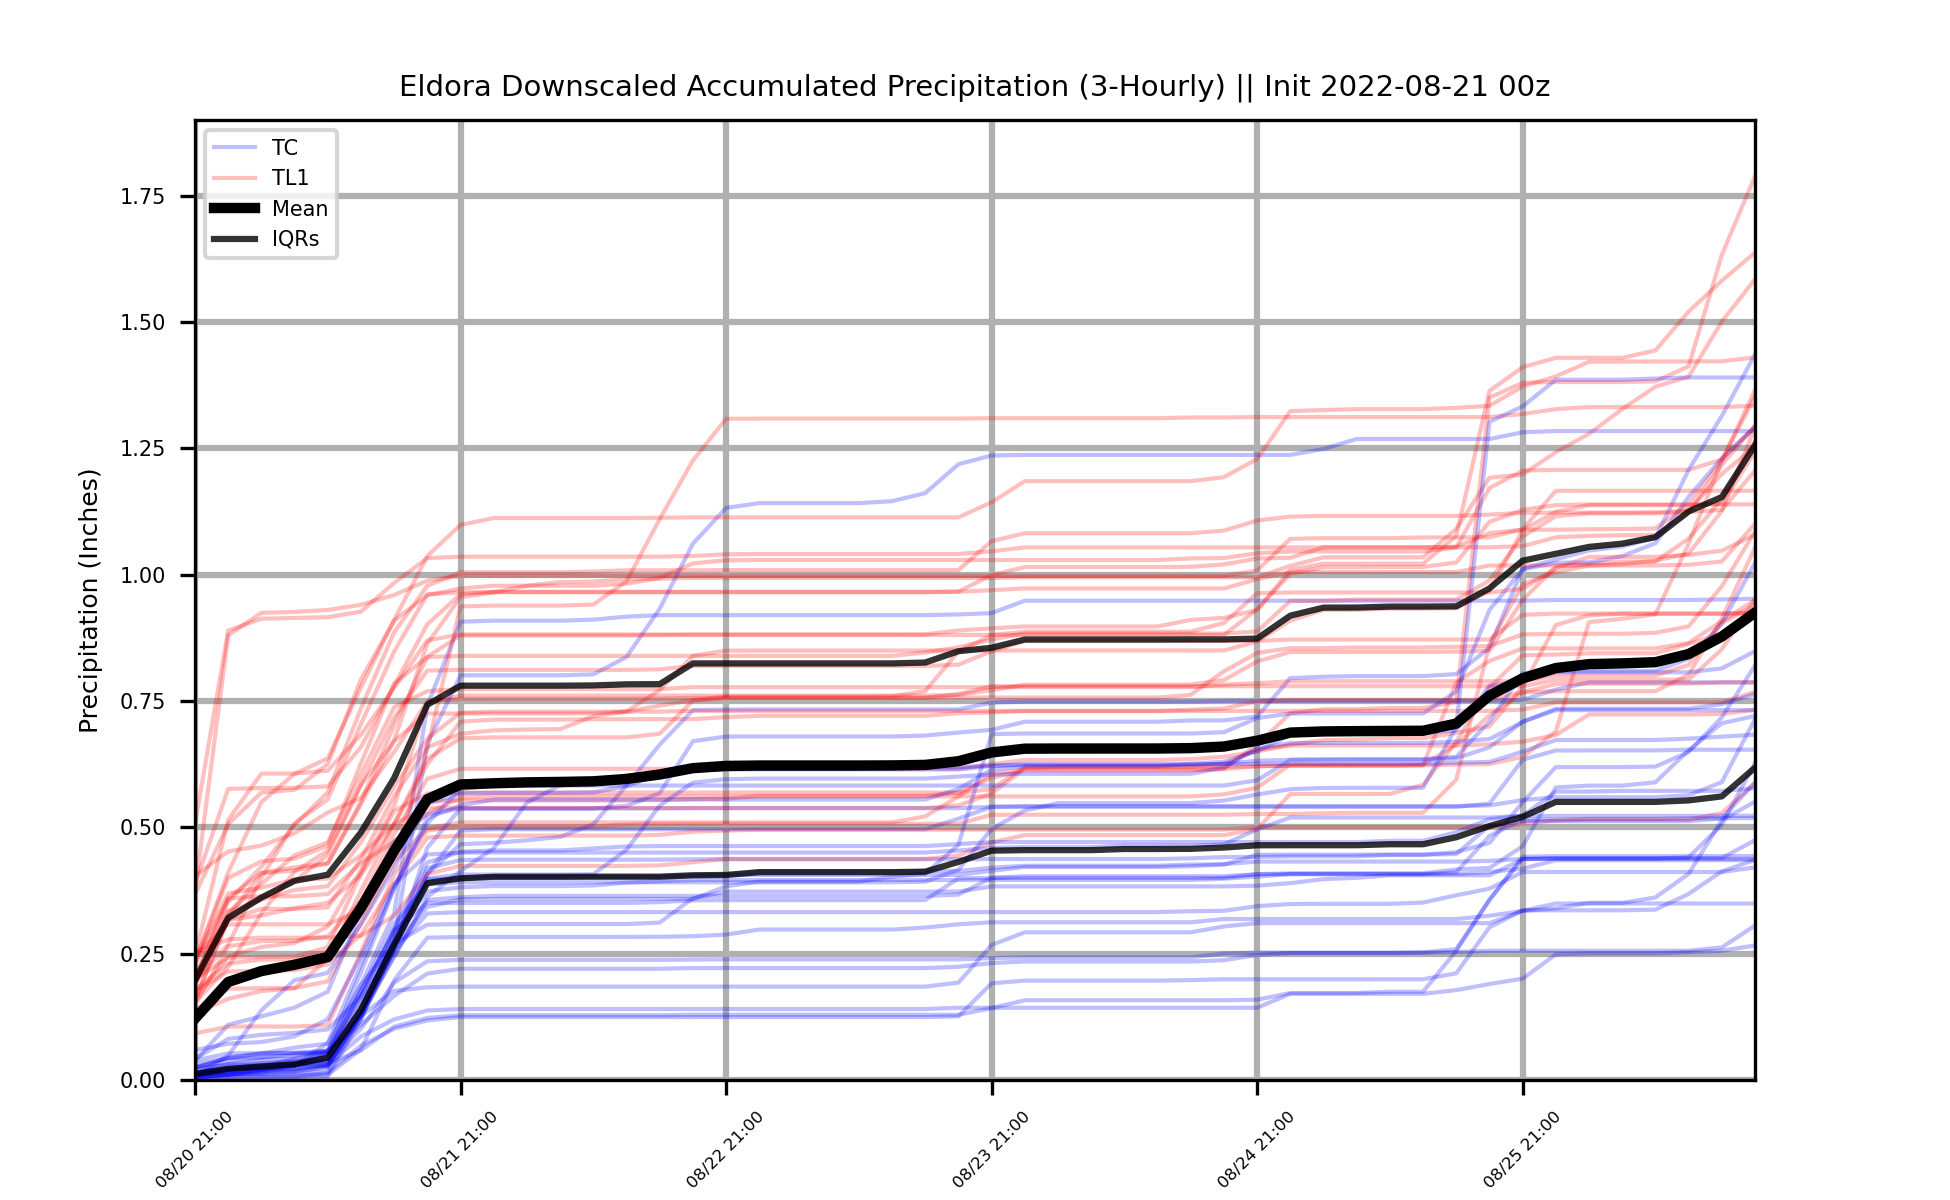 Eldora Downscaled Accumulated Precipitation (3-Hourly) || Init 2022-08-21 00z
TC
TL1
Mean
IQRs
Precipitation (Inches)
1.75
1.50
1.25
1.00
0.75
0.50
0.25
0.00
08/20 21:00
08/21 21:00
08/22 21:00
08/23 21:00
08/24 21:00
08/25 21:00